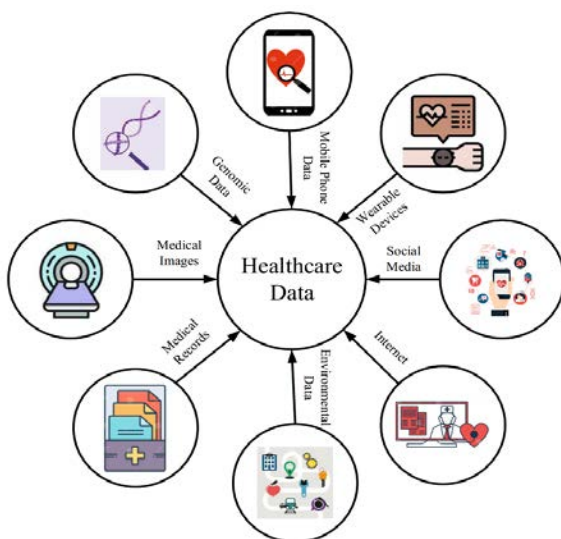 Mobile Phone
Data
Wearable
Devices
Social
Media
Internet
Environmental
Data
Medical
Records
Medical
Images
Genomic
Data
Healthcare
Data